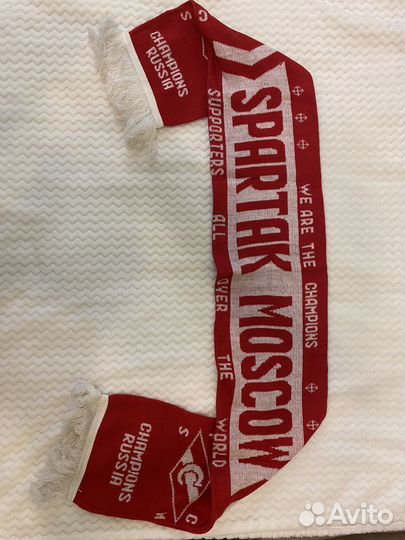 C
S
CHAMPIONS
RUSSIA
WE ARE THE CHAMPIONS
SPARTAK MOSCOW
SUPPORTERS ALL OVER THE WORLD
CHAMPIONS
RUSSIA
S
C
M
Avito